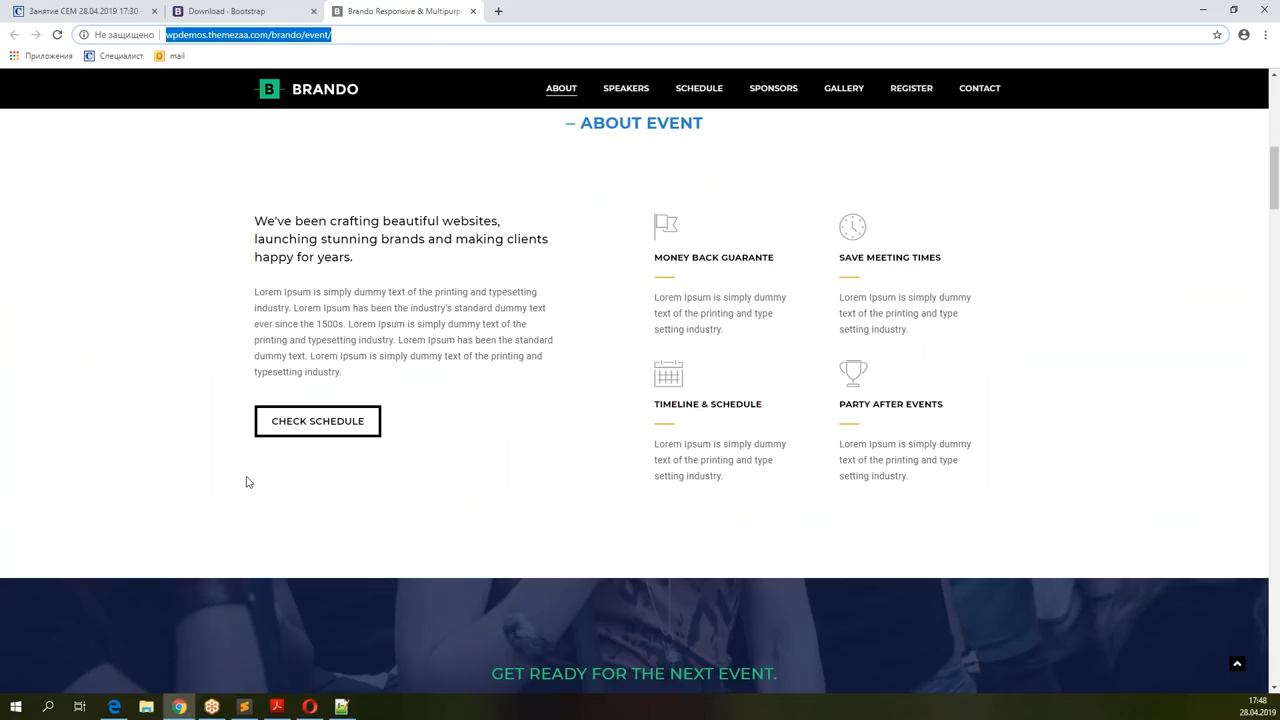 Занятие СЕМ 28.04.2019 17:30 -
Download · Bootstrap
Brando Responsive & Multipurp
Не защищено
wpdemos.themezaa.com/brando/event/
Приложения
Специалист
mail
B BRANDO
ABOUT
SPEAKERS
SCHEDULE
SPONSORS
GALLERY
REGISTER
CONTACT
– ABOUT EVENT
We've been crafting beautiful websites,
launching stunning brands and making clients
happy for years.
Lorem Ipsum is simply dummy text of the printing and typesetting
industry. Lorem Ipsum has been the industry's standard dummy text
ever since the 1500s. Lorem Ipsum is simply dummy text of the
printing and typesetting industry. Lorem Ipsum has been the standard
dummy text. Lorem Ipsum is simply dummy text of the printing and
typesetting industry.
CHECK SCHEDULE
MONEY BACK GUARANTE
Lorem Ipsum is simply dummy
text of the printing and type
setting industry.
SAVE MEETING TIMES
Lorem Ipsum is simply dummy
text of the printing and type
setting industry.
TIMELINE & SCHEDULE
Lorem Ipsum is simply dummy
text of the printing and type
setting industry.
PARTY AFTER EVENTS
Lorem Ipsum is simply dummy
text of the printing and type
setting industry.
GET READY FOR THE NEXT EVENT.
17:48
28.04.2019